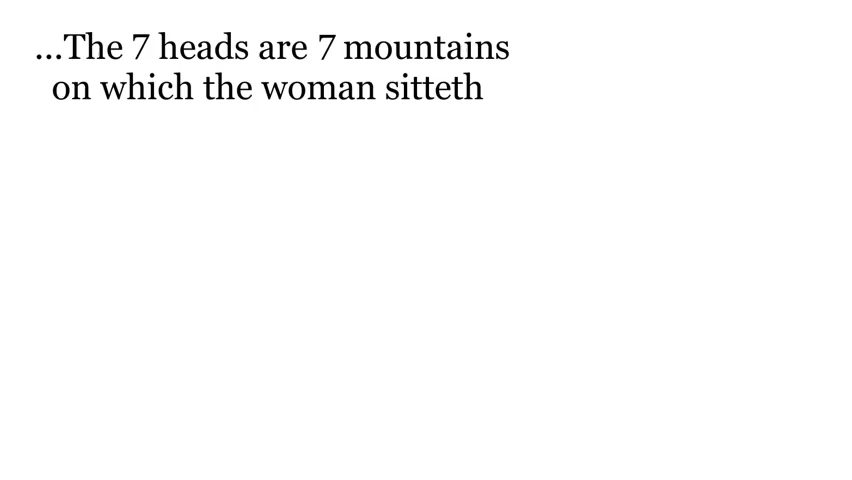 ...The 7 heads are 7 mountains
on which the woman sitteth